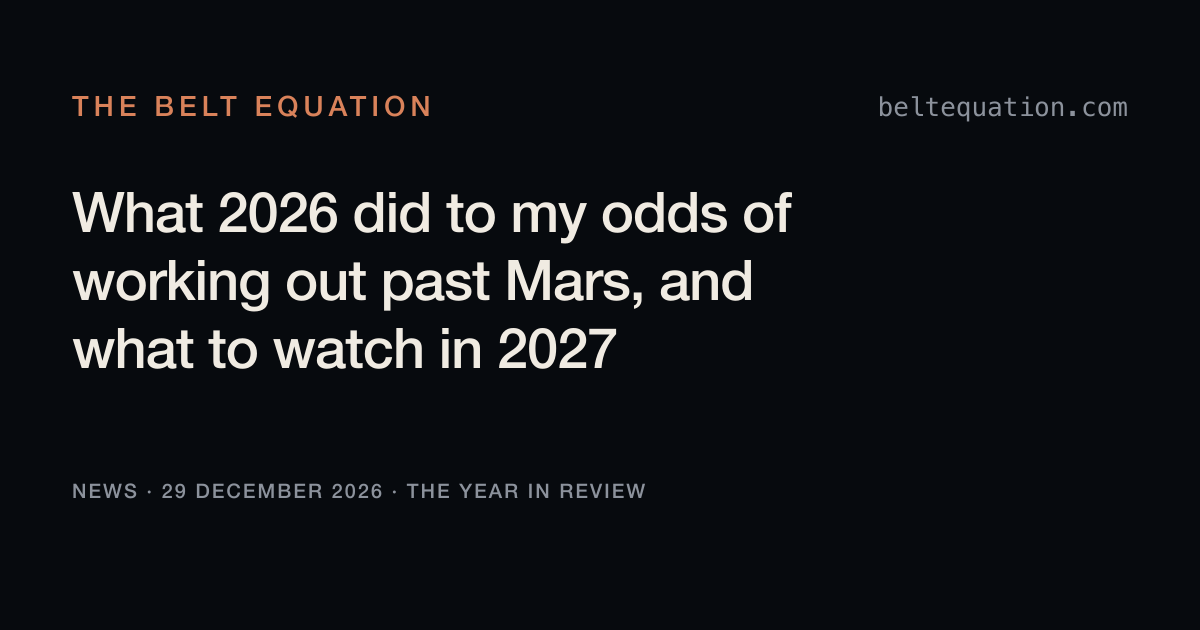 THE BELT EQUATION
beltequation.com
What 2026 did to my odds of
working out past Mars, and
what to watch in 2027
NEWS · 29 DECEMBER 2026 · THE YEAR IN REVIEW